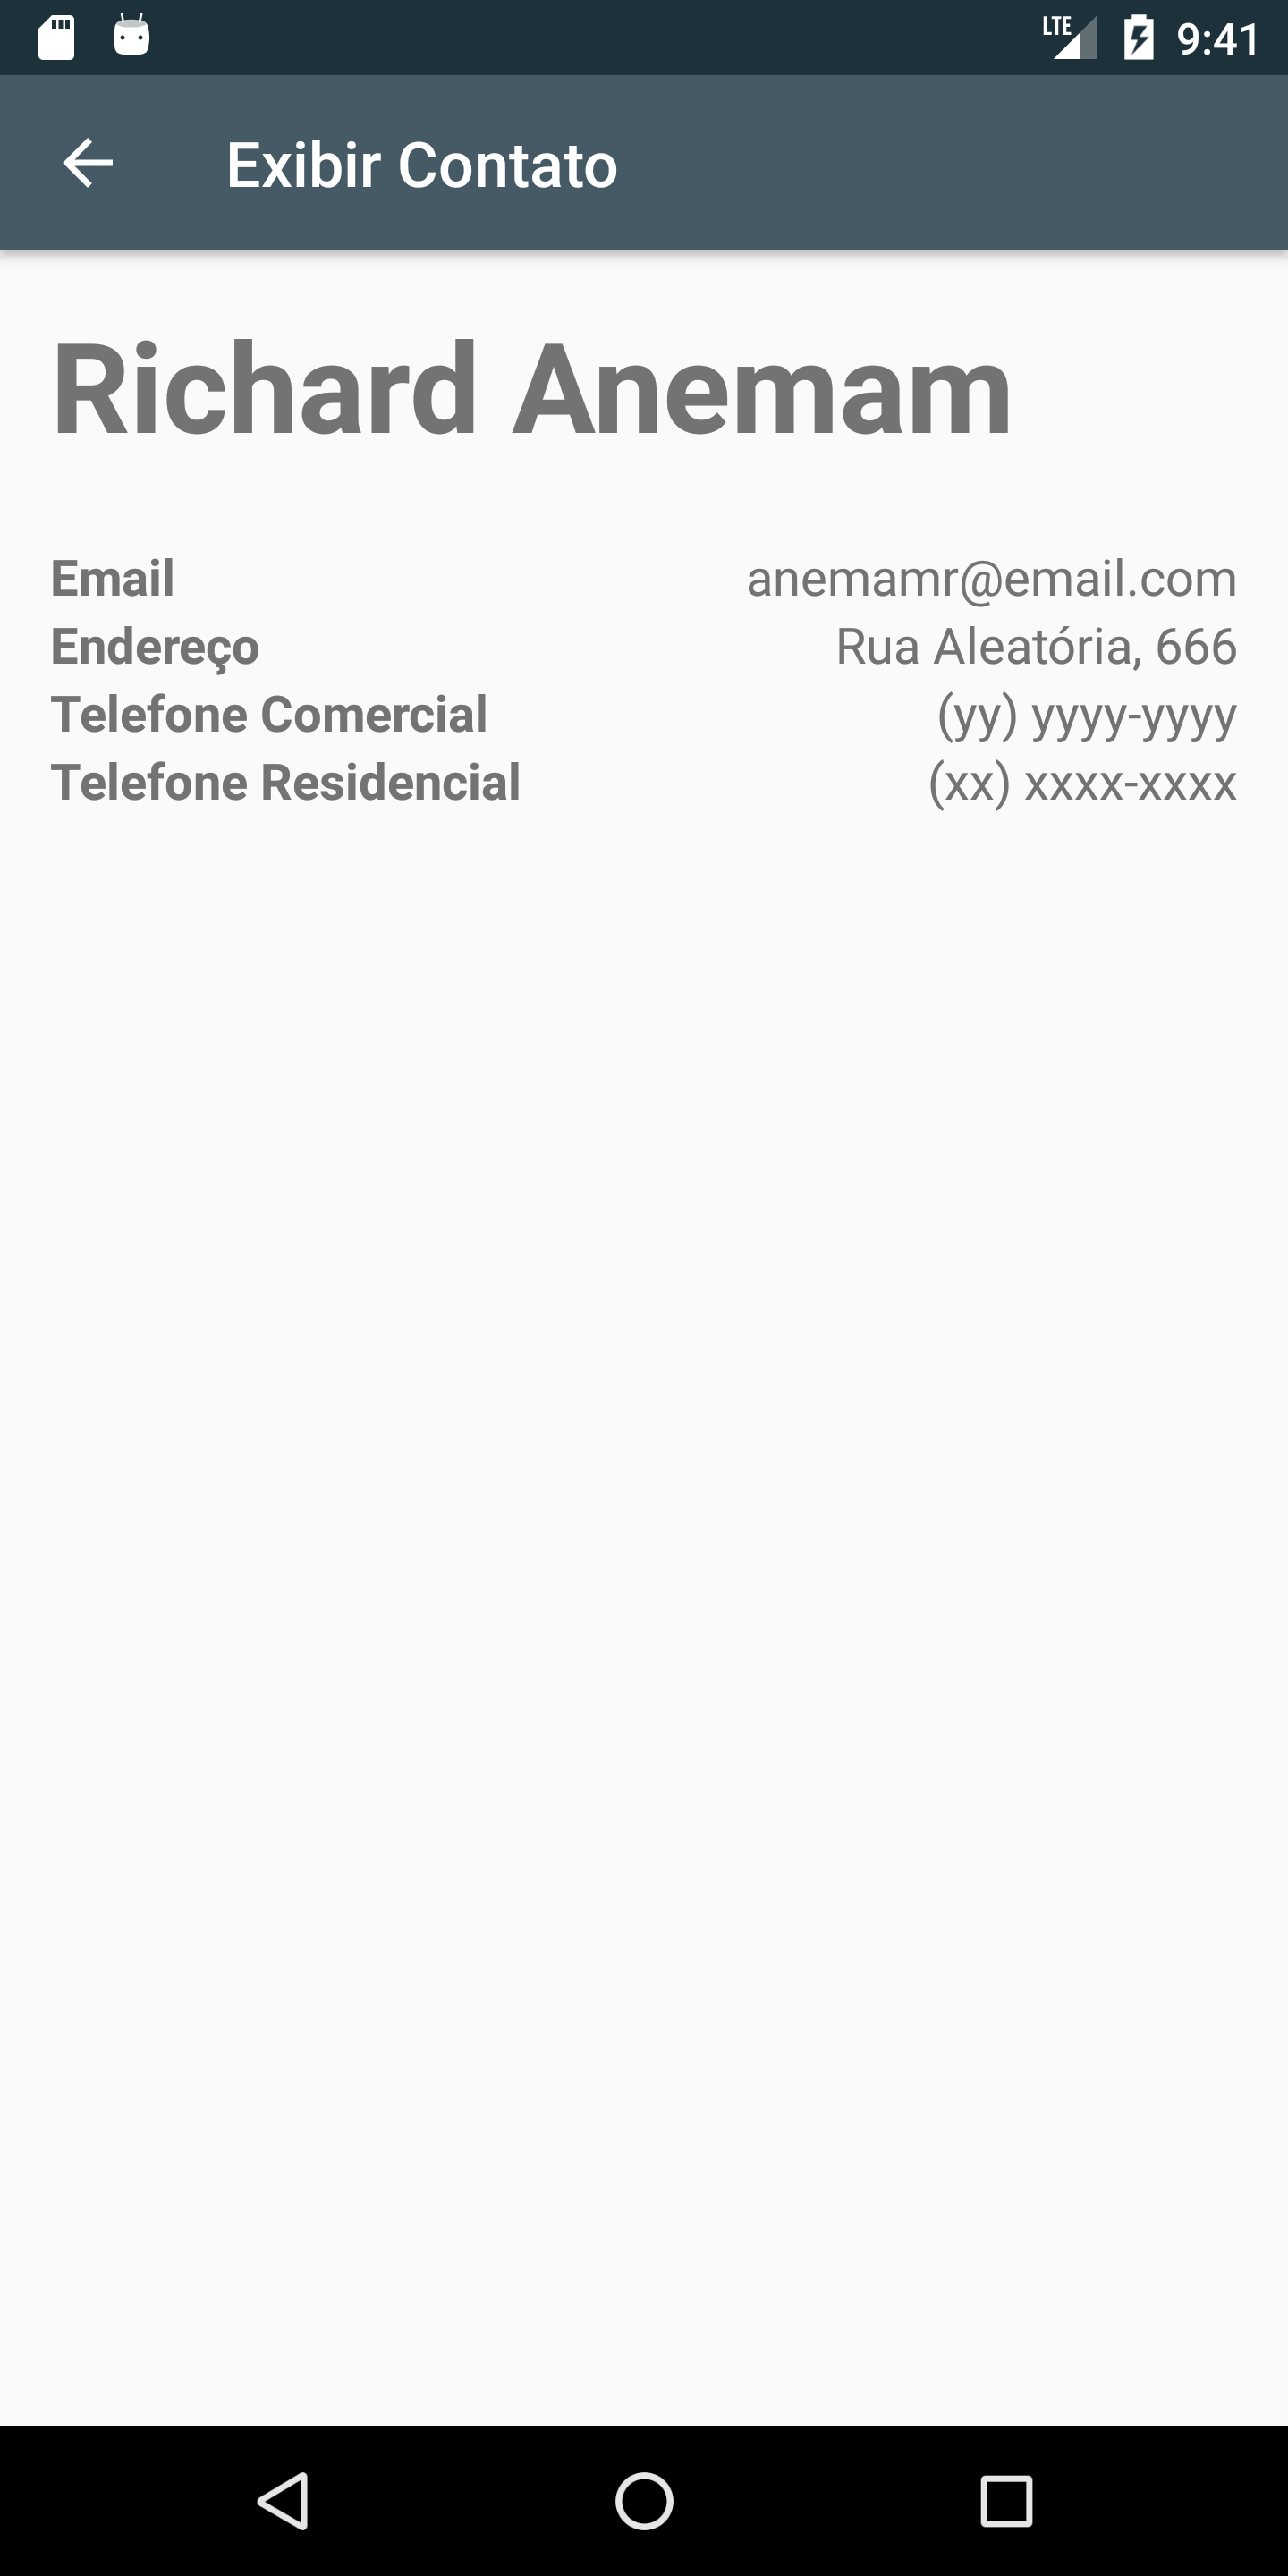 LTE 9:41
Exibir Contato
Richard Anemam
Email anemamr@email.com
Endereço Rua Aleatória, 666
Telefone Comercial (yy) yyyy-yyyy
Telefone Residencial (xx) xxxx-xxxx